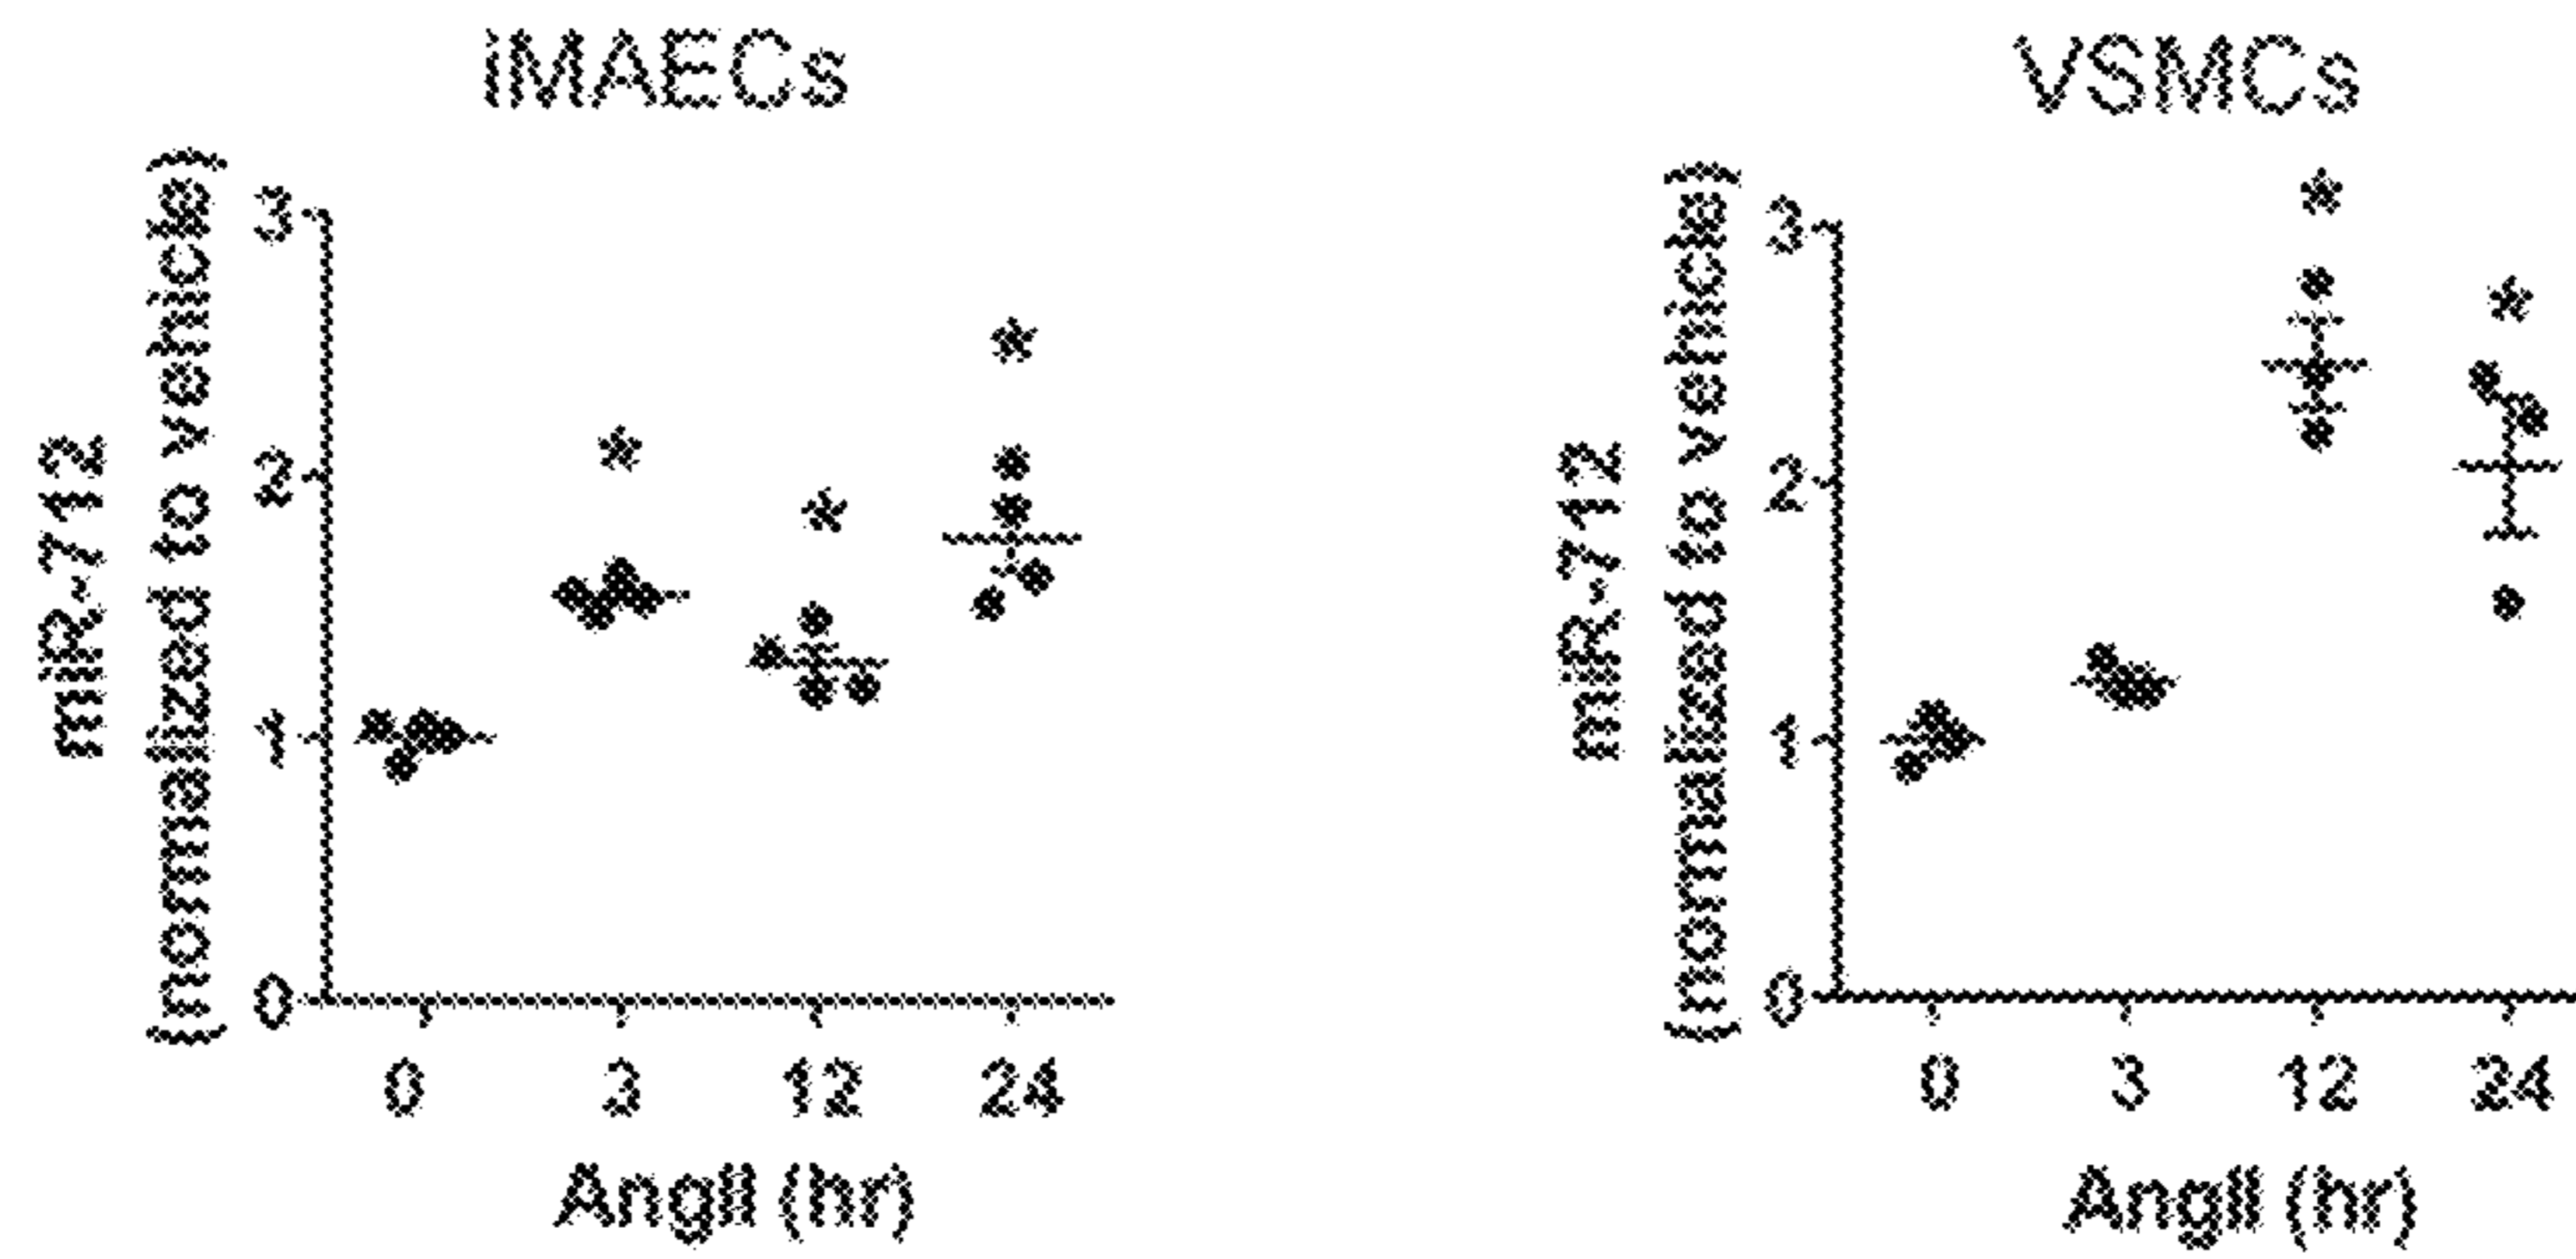 iMAECs
miR-712
(normalized to vehicle)
3
*
*
*
2
1
0
0 3 12 24
AngII (hr)
VSMCs
miR-712
(normalized to vehicle)
3
*
*
2
1
0
0 3 12 24
AngII (hr)